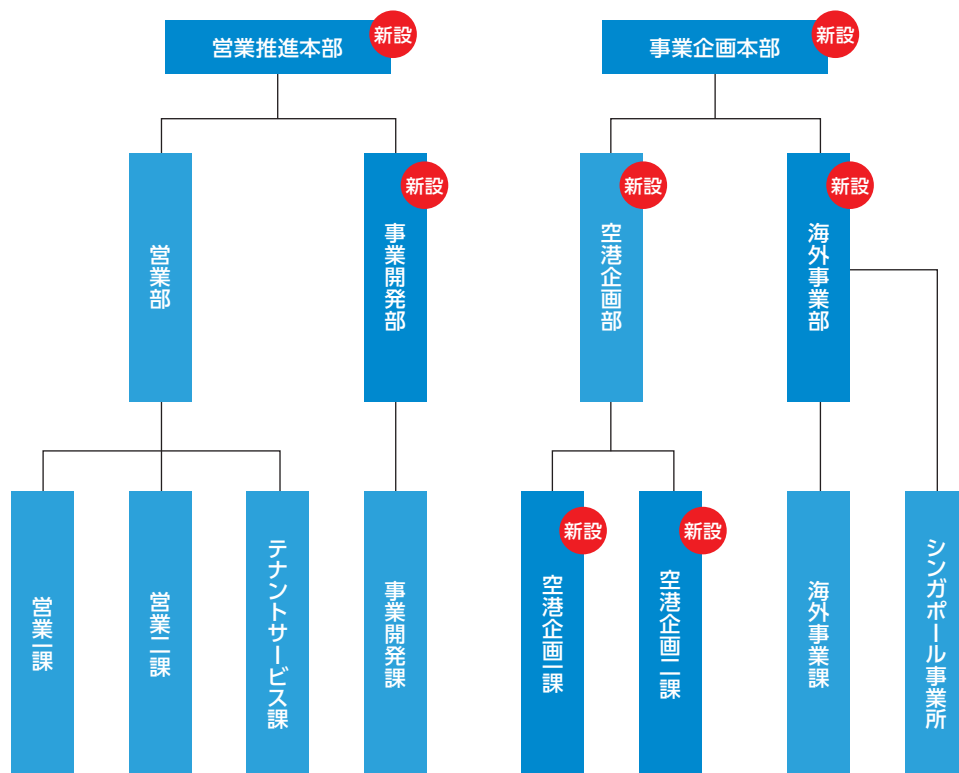 営業推進本部
新設
事業企画本部
新設
営業部
事業開発部
新設
空港企画部
新設
海外事業部
新設
営業一課
営業二課
テナントサービス課
事業開発課
空港企画一課
新設
空港企画二課
新設
海外事業課
シンガポール事業所